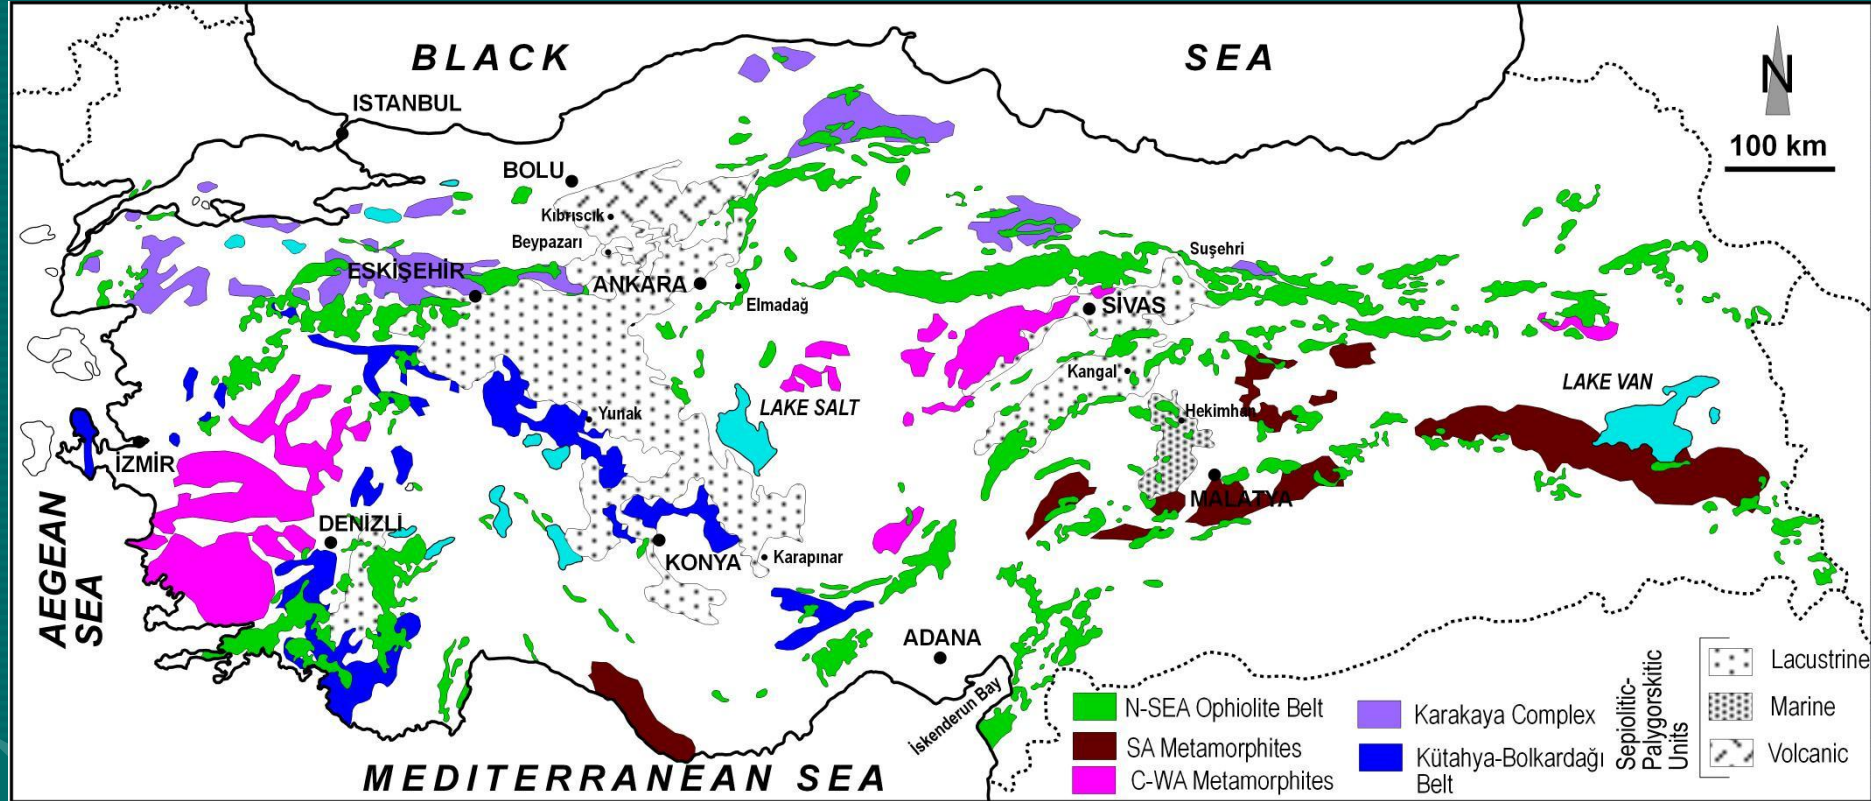 BLACK SEA
N
ISTANBUL
100 km
BOLU
Kıbrıscık
Beypazarı
Suşehri
ESKİŞEHİR
ANKARA
Elmadağ
SİVAS
Kangal
LAKE VAN
LAKE SALT
Yunak
Hekimhan
İZMİR
MALATYA
AEGEAN
SEA
DENİZLİ
KONYA
Karapınar
ADANA
İskenderun Bay
MEDITERRANEAN SEA
N-SEA Ophiolite Belt
SA Metamorphites
C-WA Metamorphites
Karakaya Complex
Kütahya-Bolkardağı
Belt
Sepiolitic-
Palygorskitic
Units
Lacustrine
Marine
Volcanic